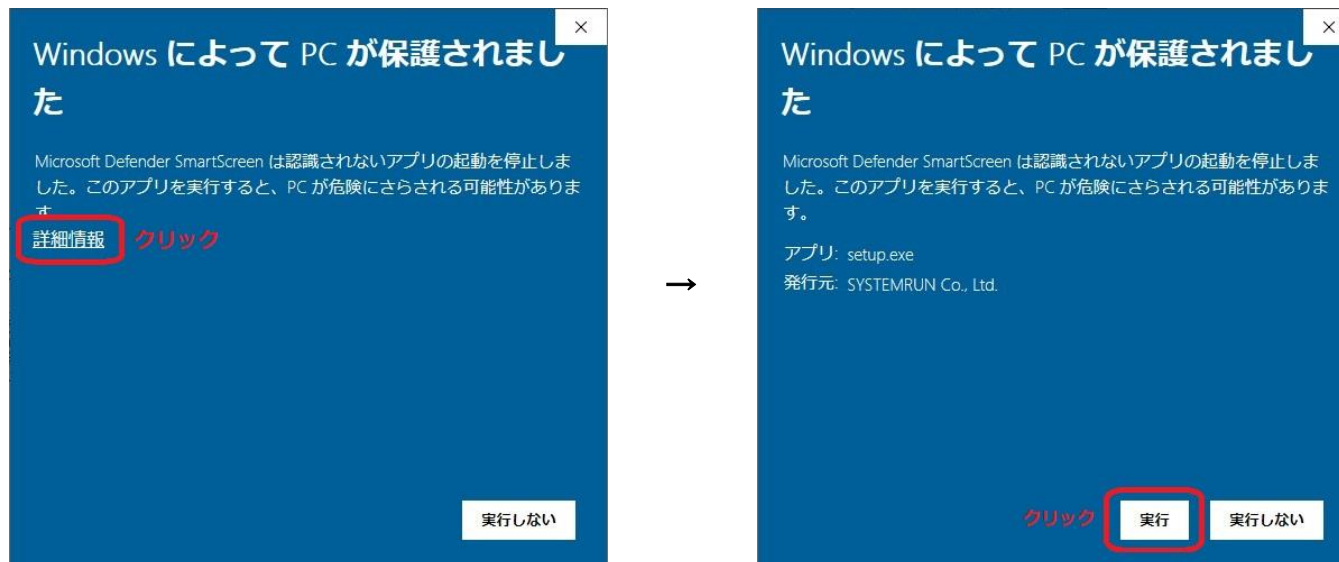 Windows によって PC が保護されまし
た
Microsoft Defender SmartScreen は認識されないアプリの起動を停止しま
した。このアプリを実行すると、PC が危険にさらされる可能性がありま
す。
詳細情報 クリック
実行しない
→
Windows によって PC が保護されまし
た
Microsoft Defender SmartScreen は認識されないアプリの起動を停止しま
した。このアプリを実行すると、PC が危険にさらされる可能性がありま
す。
アプリ: setup.exe
発行元: SYSTEMRUN Co., Ltd.
クリック 実行 実行しない